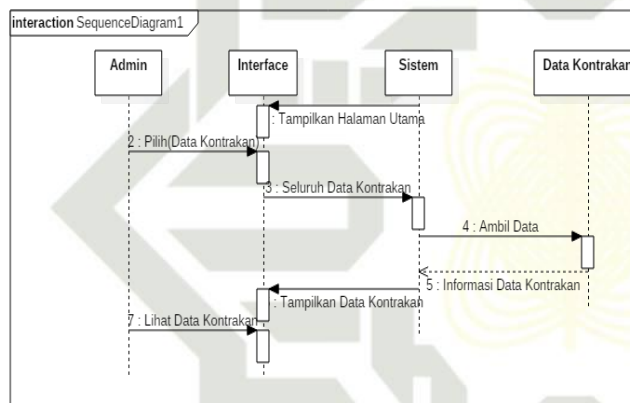 interaction SequenceDiagram1
Admin
Interface
Sistem
Data Kontrakan
: Tampilkan Halaman Utama
2 : Pilih(Data Kontrakan)
3 : Seluruh Data Kontrakan
4 : Ambil Data
5 : Informasi Data Kontrakan
: Tampilkan Data Kontrakan
7 : Lihat Data Kontrakan